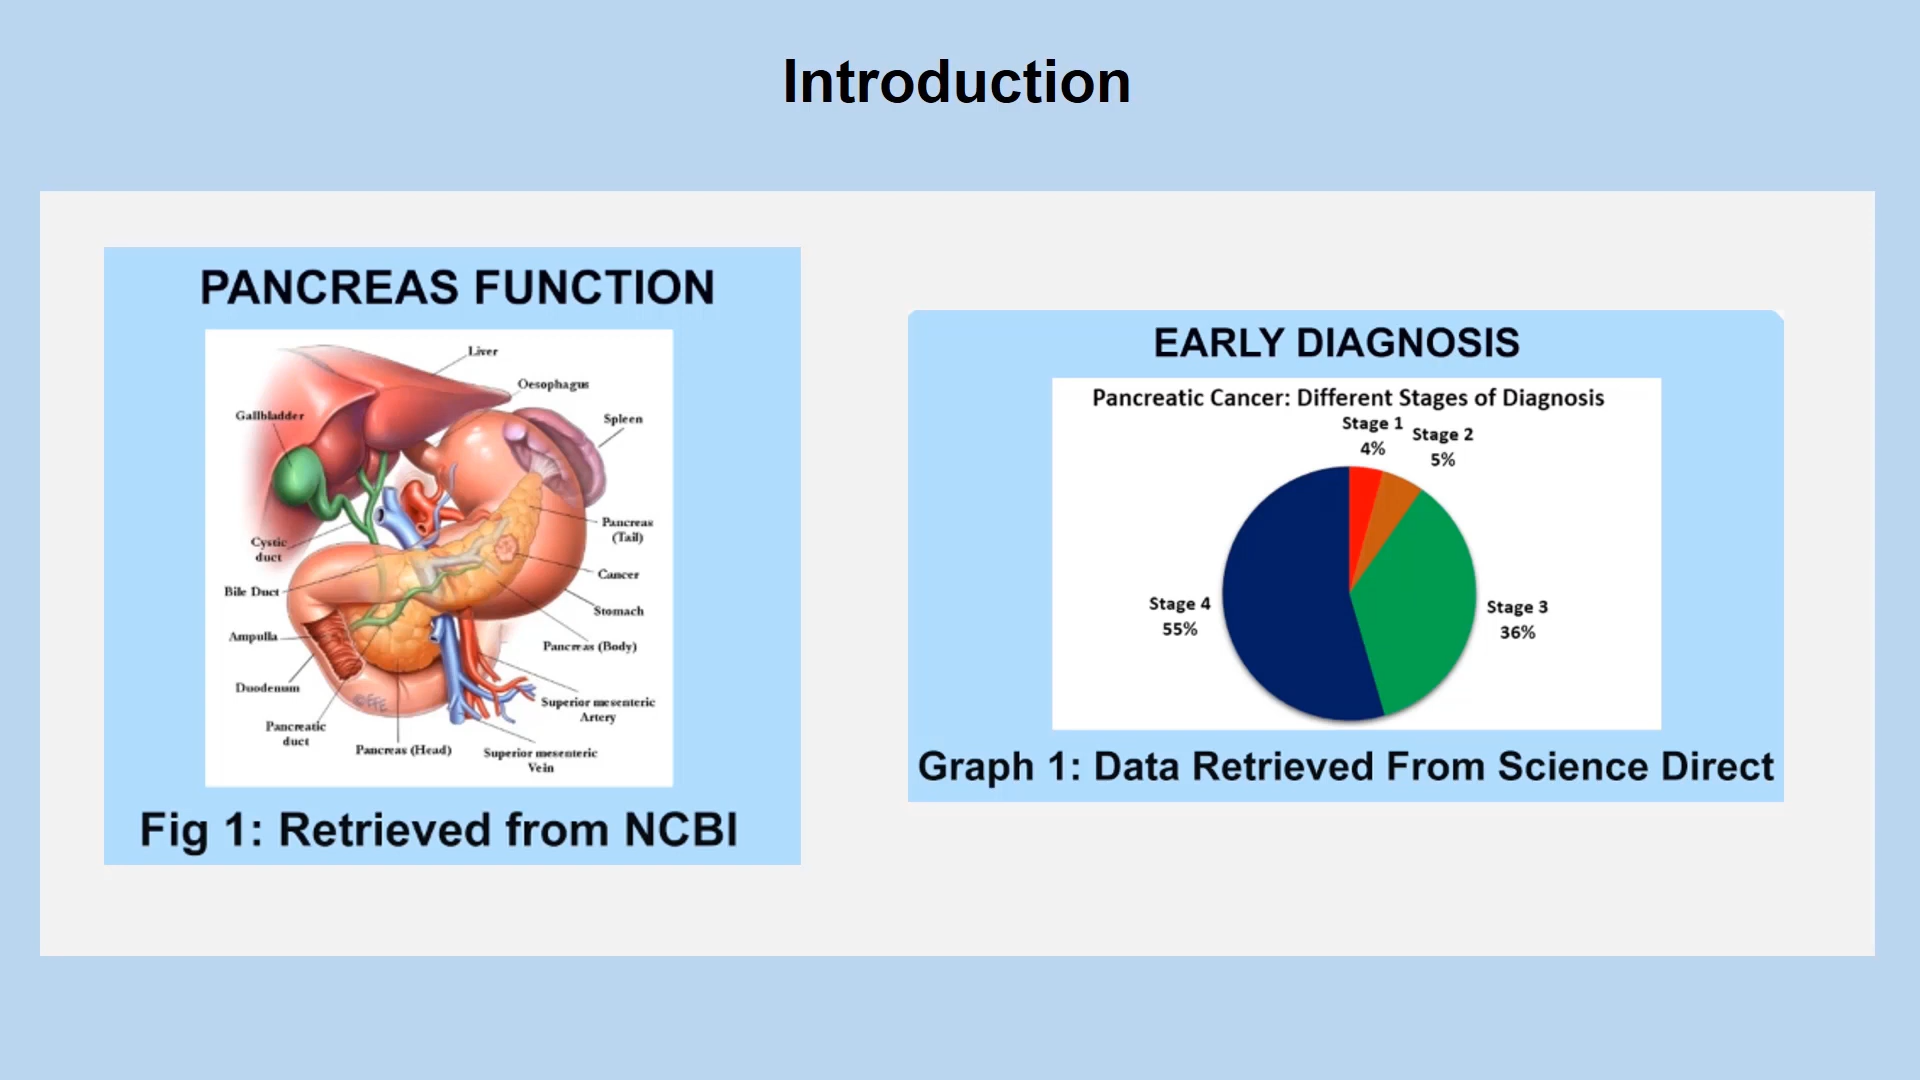 Introduction
PANCREAS FUNCTION
Liver
Oesophagus
Gallbladder
Spleen
Pancreas
(Tail)
Cystic
duct
Cancer
Bile Duct
Stomach
Ampulla
Pancreas (Body)
Duodenum
Superior mesenteric
Artery
Pancreatic
duct
Pancreas (Head)
Superior mesenteric
Vein
Fig 1: Retrieved from NCBI
EARLY DIAGNOSIS
Pancreatic Cancer: Different Stages of Diagnosis
Stage 1
4%
Stage 2
5%
Stage 4
55%
Stage 3
36%
Graph 1: Data Retrieved From Science Direct